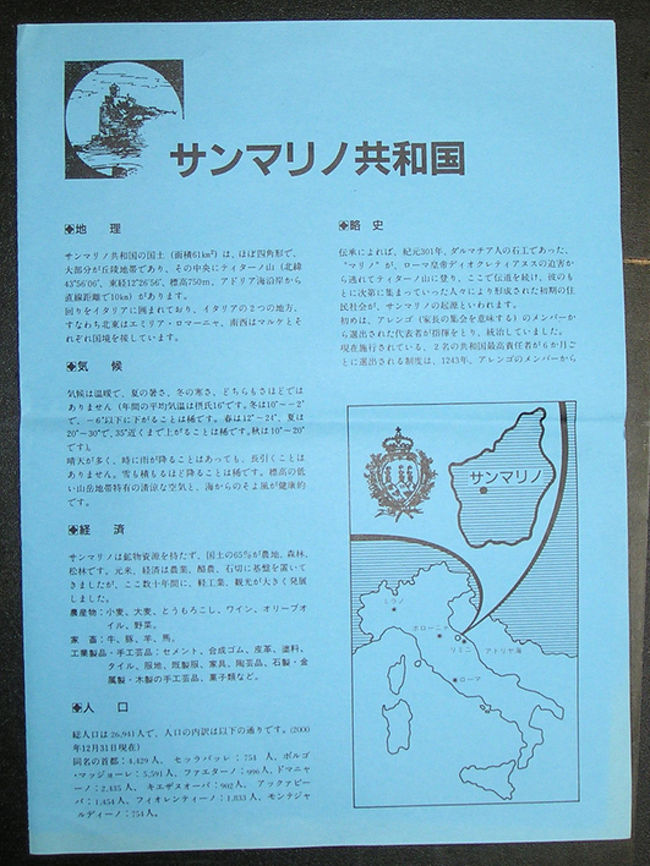 サンマリノ共和国
◆地　理
サンマリノ共和国の国土（面積61km²）は、ほぼ四角形で、
大部分が丘陵地帯であり、その中央にティターノ山（北緯
43°56′06″、東経12°26′56″、標高750m、アドリア海沿岸から
直線距離で10km）があります。
回りをイタリアに囲まれており、イタリアの2つの地方、
すなわち北東はエミリア・ロマーニャ、南西はマルケとそ
れぞれ国境を接しています。
◆気　候
気候は温暖で、夏の暑さ、冬の寒さ、どちらもさほどでは
ありません（年間の平均気温は摂氏16°です。冬は10°〜−2°
で、−6°以下に下がることは稀です。春は12°〜24°、夏は
20°〜30°で、35°近くまで上がることは稀です。秋は10°〜20°
です）。
晴天が多く、時に雨が降ることはあっても、長引くことは
ありません。雪も積もるほど降ることは稀です。標高の低
い山岳地帯特有の清涼な空気と、海からのそよ風が健康的
です。
◆経　済
サンマリノは鉱物資源を持たず、国土の65％が農地、森林、
松林です。元来、経済は農業、酪農、石切に基盤を置いて
きましたが、ここ数十年間に、軽工業、観光が大きく発展
しました。
農産物：小麦、大麦、とうもろこし、ワイン、オリーブオ
イル、野菜。
家　畜：牛、豚、羊、馬。
工業製品・手工芸品：セメント、合成ゴム、皮革、塗料、
タイル、服地、既製服、家具、陶芸品、石製・金
属製・木製の手工芸品、菓子類など。
◆人　口
総人口は26,941人で、人口の内訳は以下の通りです。(2000
年12月31日現在)
同名の首都：4,429人、セッラバッレ：754 人、ボルゴ
・マッジョーレ：5,591人、ファエターノ：996人、ドマニャ
ーノ：2,435人、キエザヌオーバ：902人、アックァビー
バ：1,454人、フィオレンティーノ：1,833人、モンテジャ
ルディーノ：754人。
◆略　史
伝承によれば、紀元301年、ダルマチア人の石工であった、
"マリノ"が、ローマ皇帝ディオクレティアヌスの迫害か
ら逃れてティターノ山に登り、ここで伝道を続け、彼のも
とに次第に集まっていった人々により形成された初期の住
民社会が、サンマリノの起源といわれます。
初めは、アレンゴ（家長の集会を意味する）のメンバーか
ら選出された代表者が指揮をとり、統治していました。
現在施行されている、2名の共和国最高責任者が6か月ご
とに選出される制度は、1243年、アレンゴのメンバーから
サンマリノ
ミラノ
ボローニャ
リミニ
アドリヤ海
ローマ